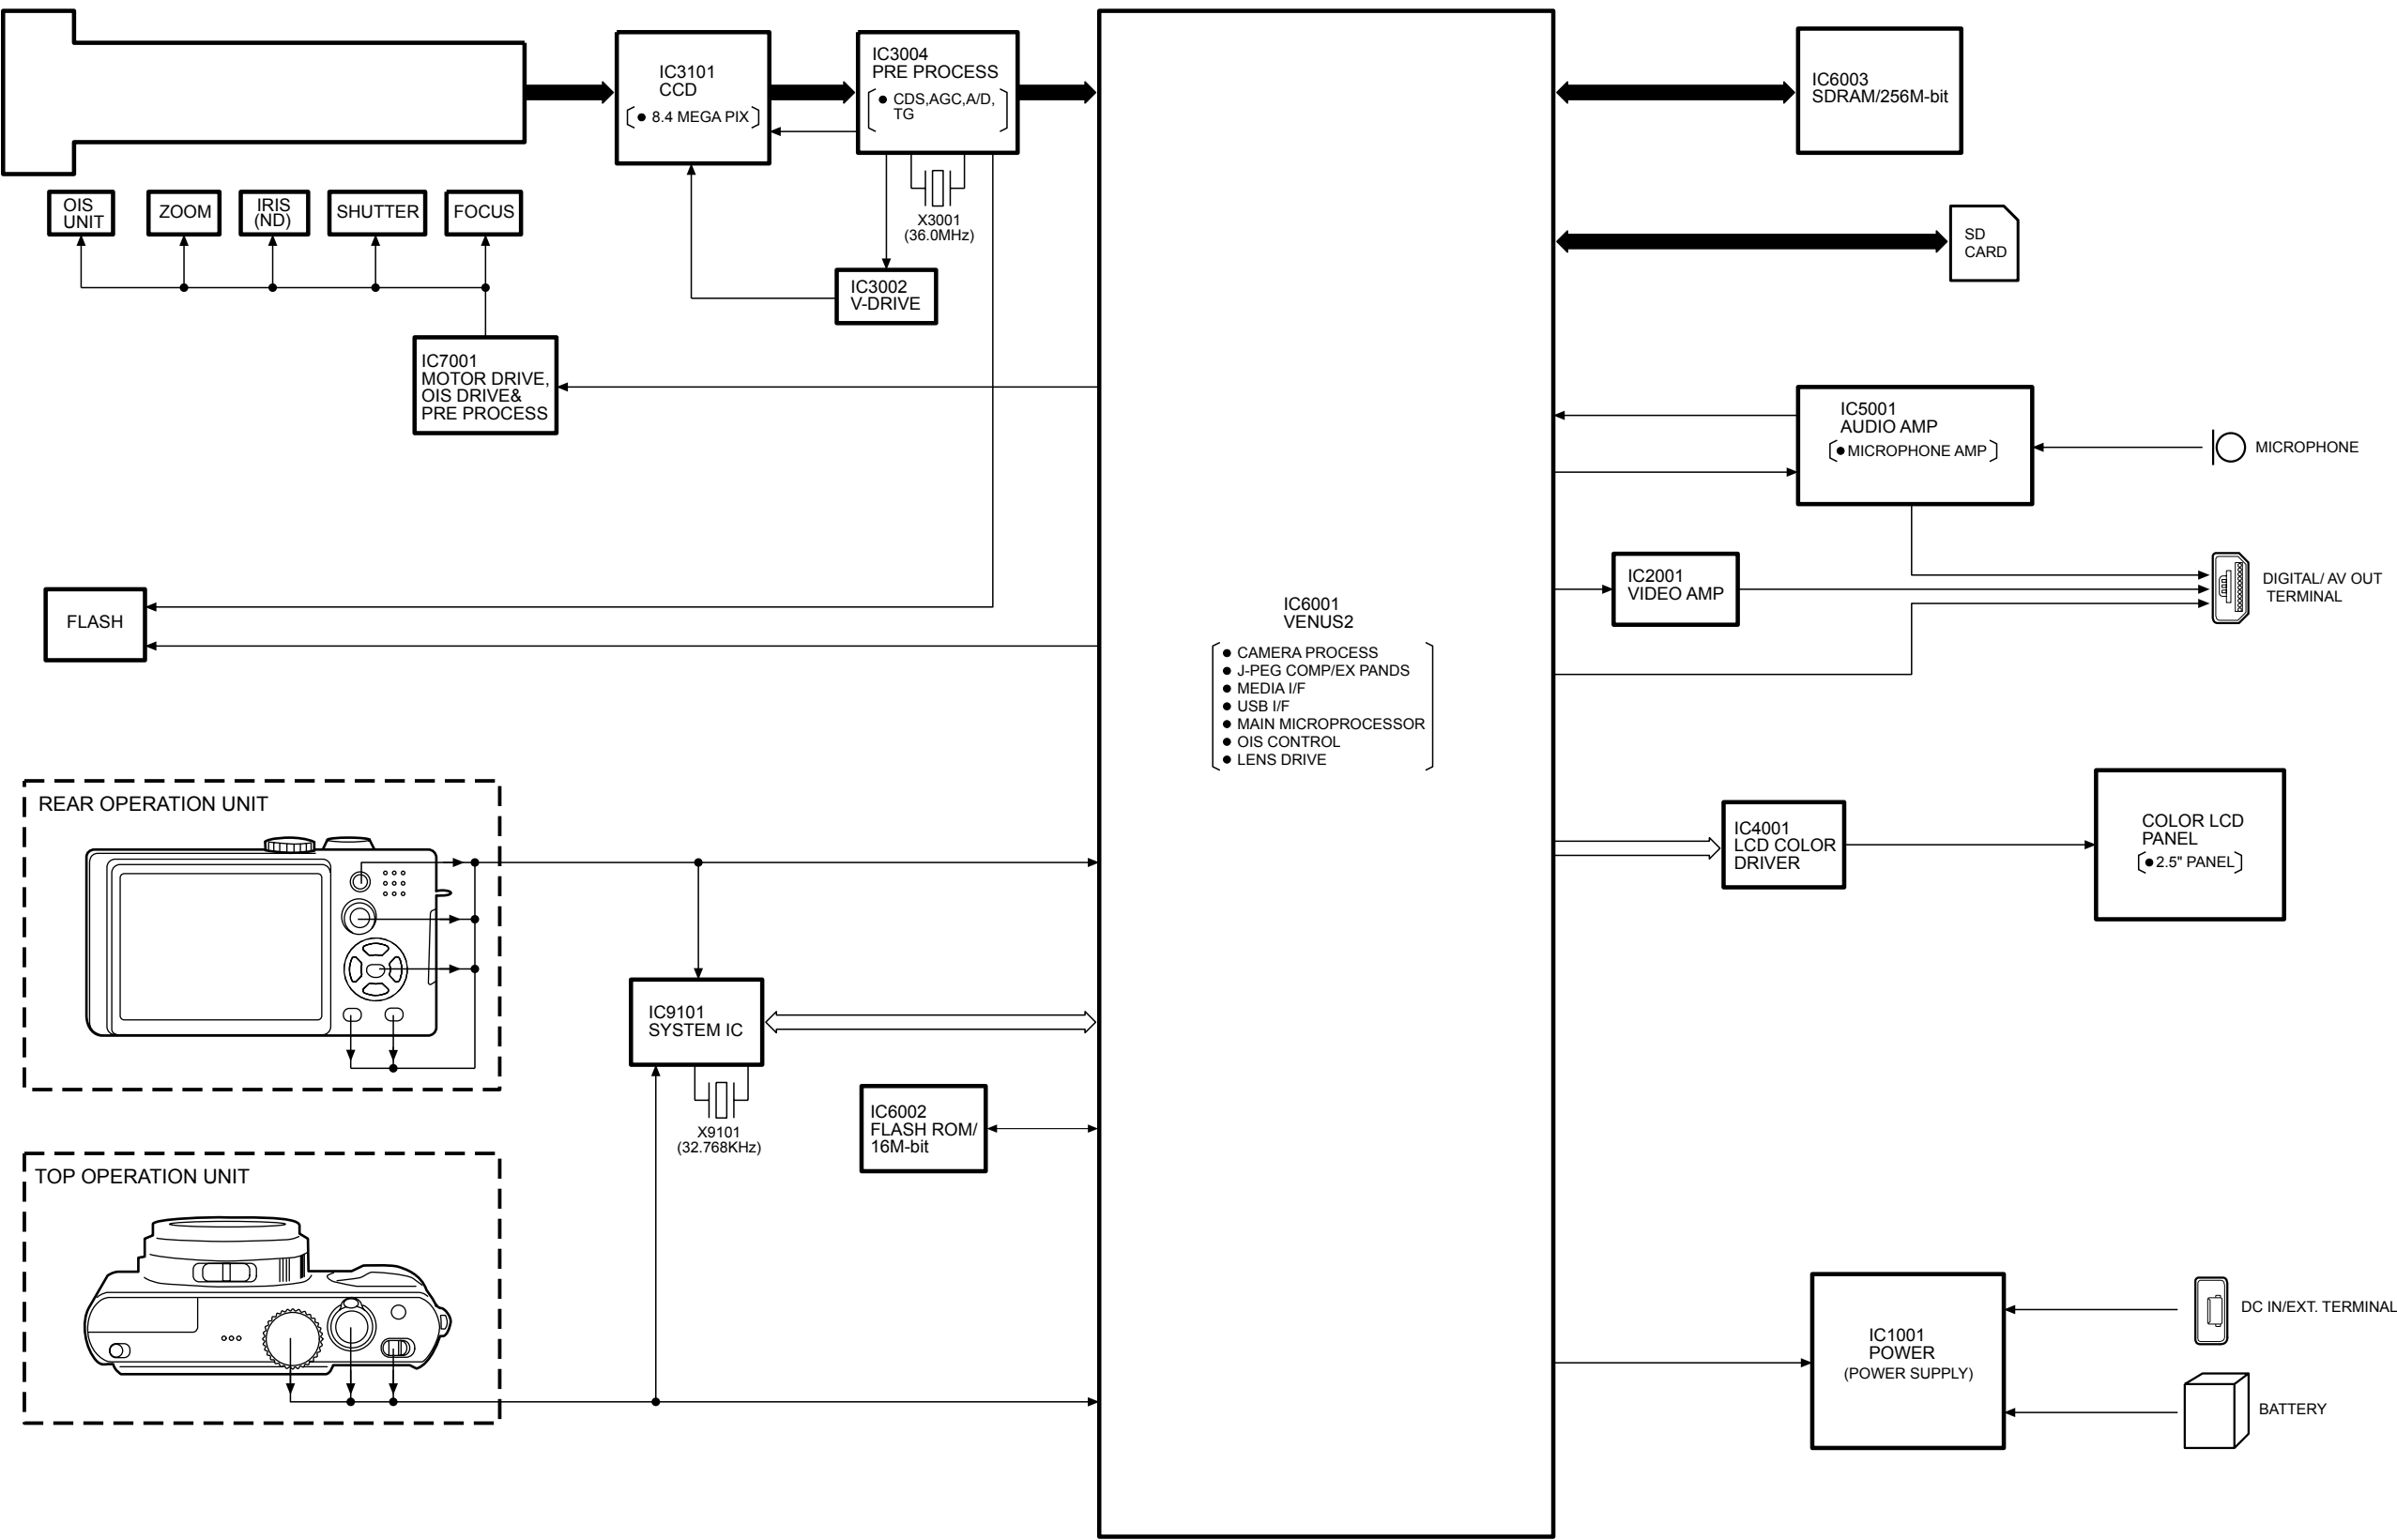 IC3101
CCD
● 8.4 MEGA PIX
IC3004
PRE PROCESS
● CDS,AGC,A/D,
TG
IC6003
SDRAM/256M-bit
OIS
UNIT
ZOOM
IRIS
(ND)
SHUTTER
FOCUS
X3001
(36.0MHz)
SD
CARD
IC3002
V-DRIVE
IC7001
MOTOR DRIVE,
OIS DRIVE&
PRE PROCESS
IC5001
AUDIO AMP
● MICROPHONE AMP
MICROPHONE
FLASH
IC6001
VENUS2
● CAMERA PROCESS
● J-PEG COMP/EX PANDS
● MEDIA I/F
● USB I/F
● MAIN MICROPROCESSOR
● OIS CONTROL
● LENS DRIVE
IC2001
VIDEO AMP
DIGITAL/ AV OUT
TERMINAL
REAR OPERATION UNIT
IC4001
LCD COLOR
DRIVER
COLOR LCD
PANEL
● 2.5" PANEL
IC9101
SYSTEM IC
X9101
(32.768KHz)
IC6002
FLASH ROM/
16M-bit
TOP OPERATION UNIT
IC1001
POWER
(POWER SUPPLY)
DC IN/EXT. TERMINAL
BATTERY